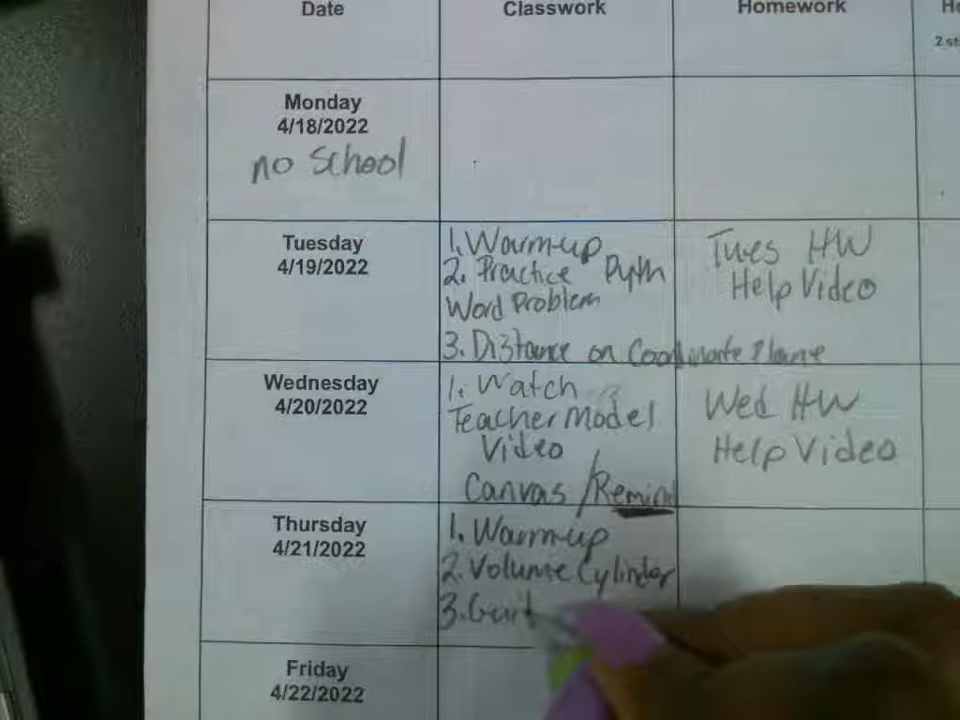 Date
Classwork
Homework
2 st
Monday
4/18/2022
no School
Tuesday
4/19/2022
1. Warm-up
2. Practice Pyth
Word Problem
3. Distance on Coordinate Plane
Tues HW
Help Video
Wednesday
4/20/2022
1. Watch
Teacher Model
Video
Canvas / Remind
Wed HW
Help Video
Thursday
4/21/2022
1. Warm-up
2. Volume Cylinder
3.
Friday
4/22/2022